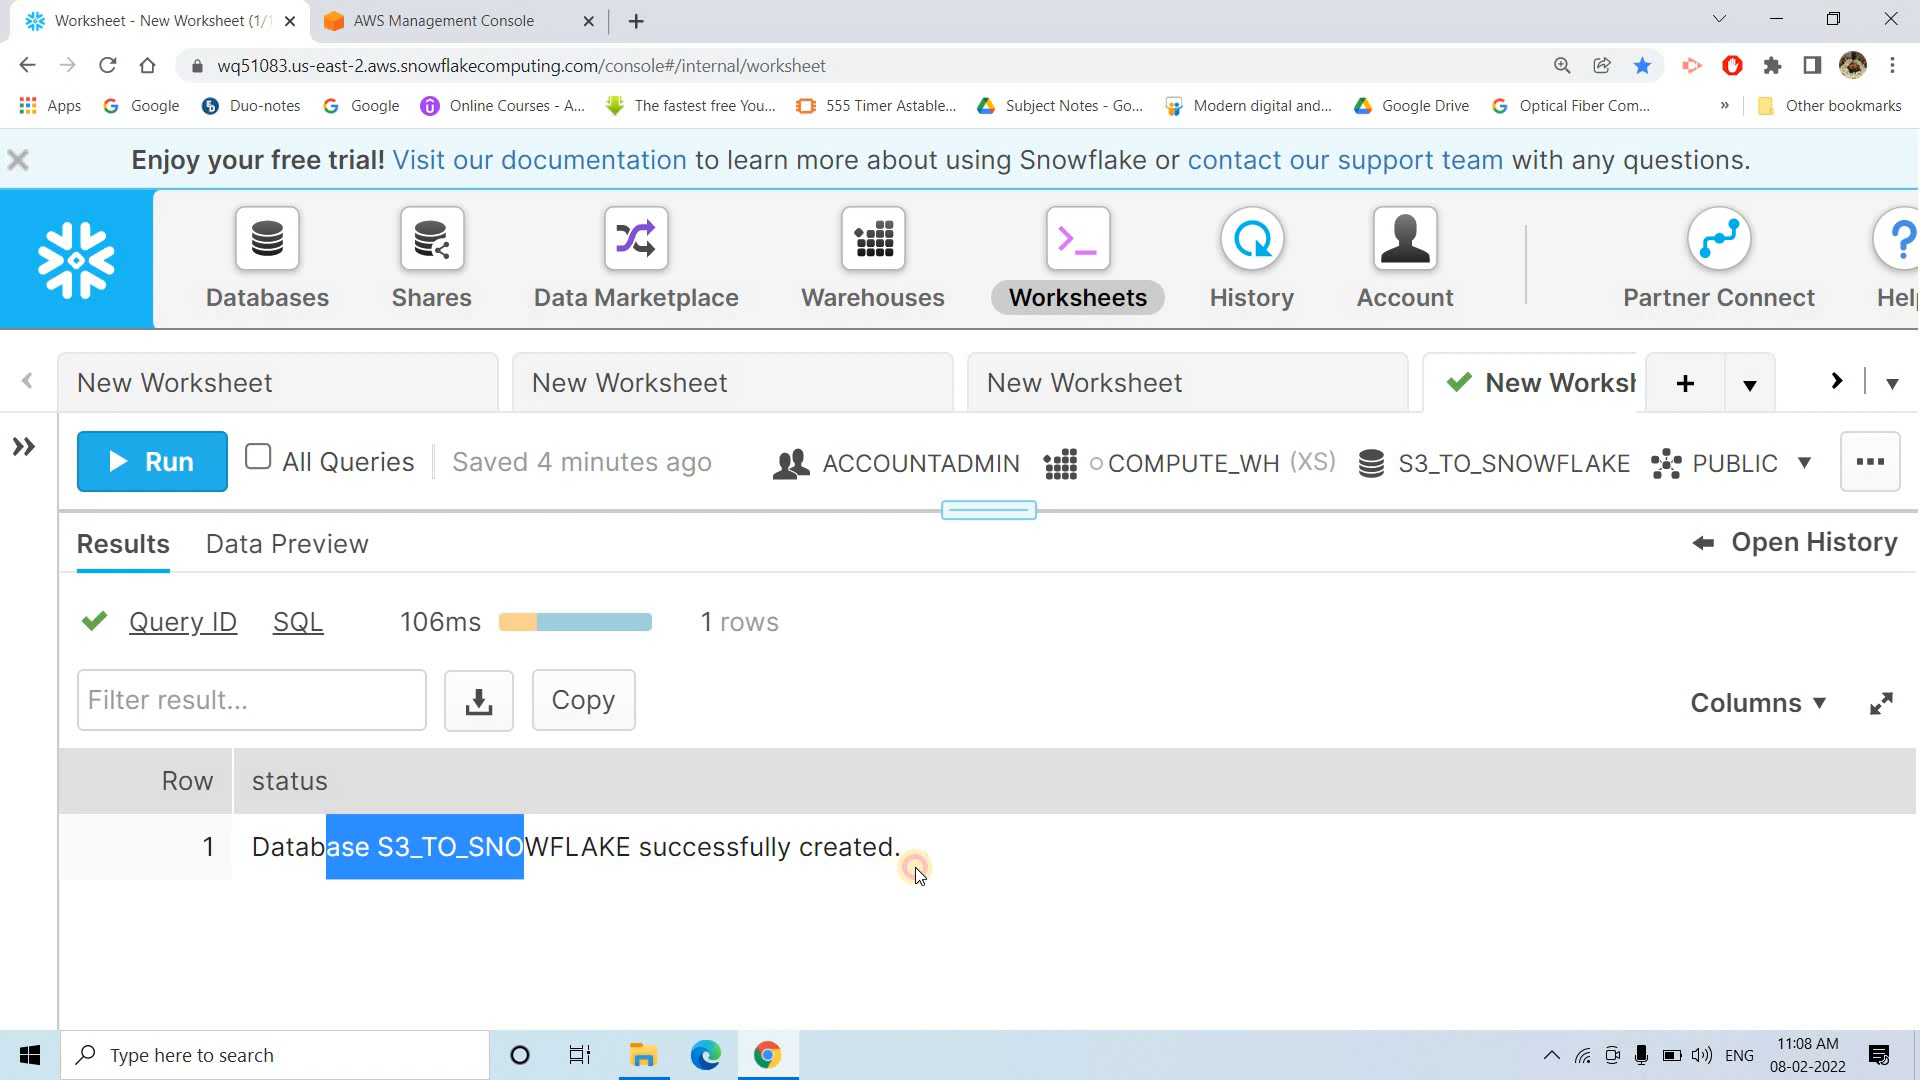 Worksheet - New Worksheet (1/1
AWS Management Console
wq51083.us-east-2.aws.snowflakecomputing.com/console#/internal/worksheet
Apps Google Duo-notes Google Online Courses - A... The fastest free You... 555 Timer Astable... Subject Notes - Go... Modern digital and... Google Drive Optical Fiber Com... » Other bookmarks
Enjoy your free trial! Visit our documentation to learn more about using Snowflake or contact our support team with any questions.
Databases Shares Data Marketplace Warehouses Worksheets History Account Partner Connect Help
New Worksheet New Worksheet New Worksheet New Worksh
Run All Queries Saved 4 minutes ago ACCOUNTADMIN COMPUTE_WH (XS) S3_TO_SNOWFLAKE PUBLIC
Results Data Preview Open History
Query ID SQL 106ms 1 rows
Filter result... Copy Columns
Row status
1 Database S3_TO_SNOWFLAKE successfully created.
Type here to search ENG 11:08 AM
08-02-2022